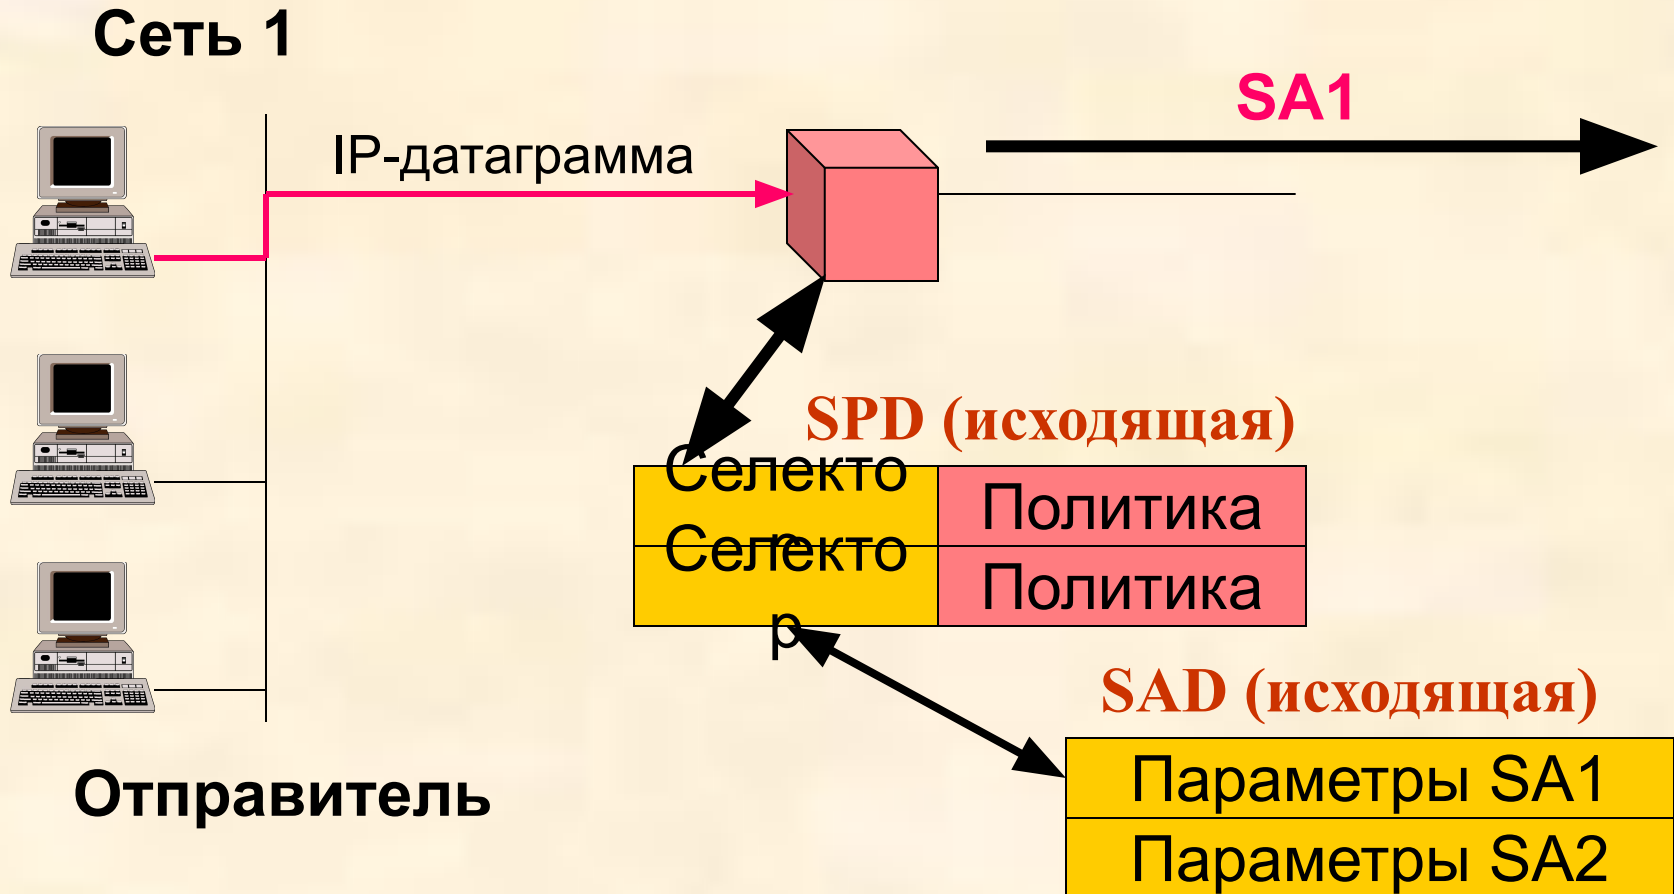 Сеть 1
SA1
IP-датаграмма
SPD (исходящая)
Селекто
р
Политика
Селекто
р
Политика
SAD (исходящая)
Параметры SA1
Отправитель
Параметры SA2